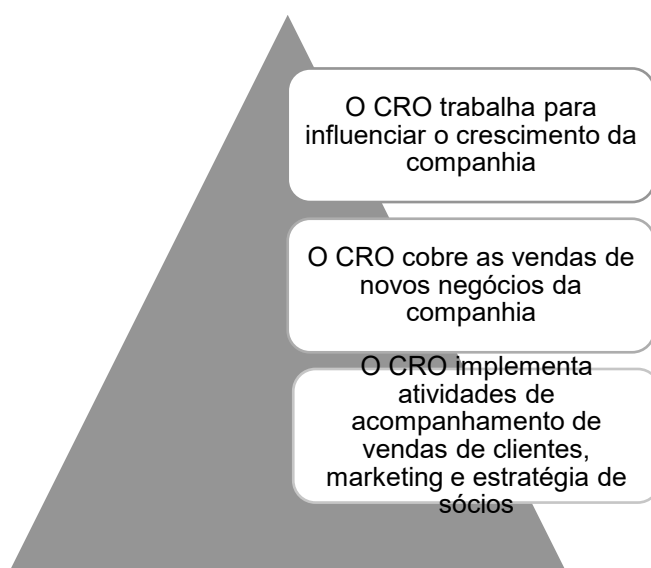 O CRO trabalha para
influenciar o crescimento da
companhia
O CRO cobre as vendas de
novos negócios da
companhia
O CRO implementa
atividades de
acompanhamento de
vendas de clientes,
marketing e estratégia de
sócios